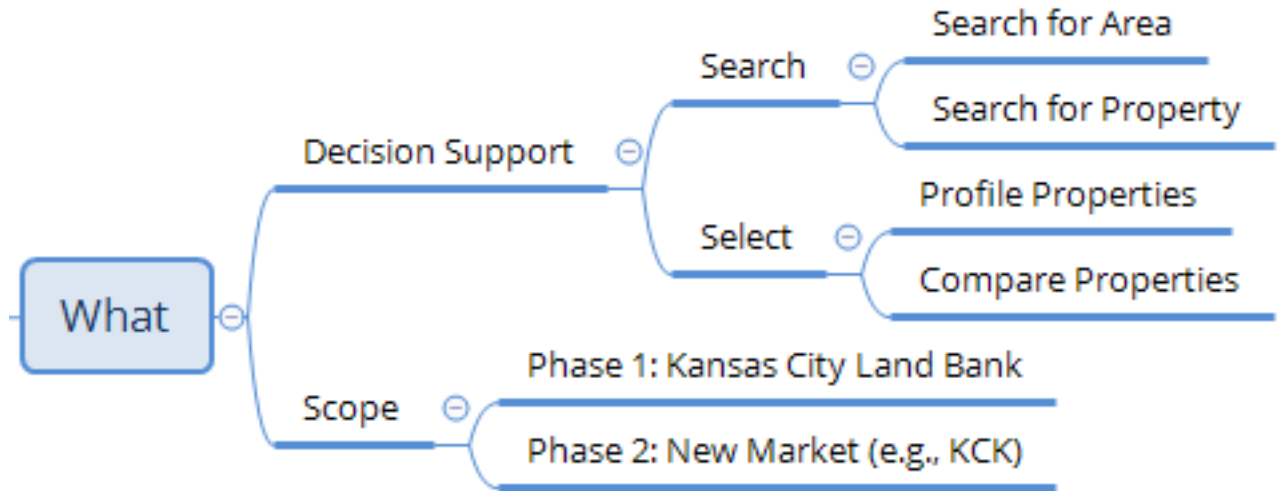 Search for Area
Search
Search for Property
Decision Support
Profile Properties
Select
Compare Properties
What
Phase 1: Kansas City Land Bank
Scope
Phase 2: New Market (e.g., KCK)